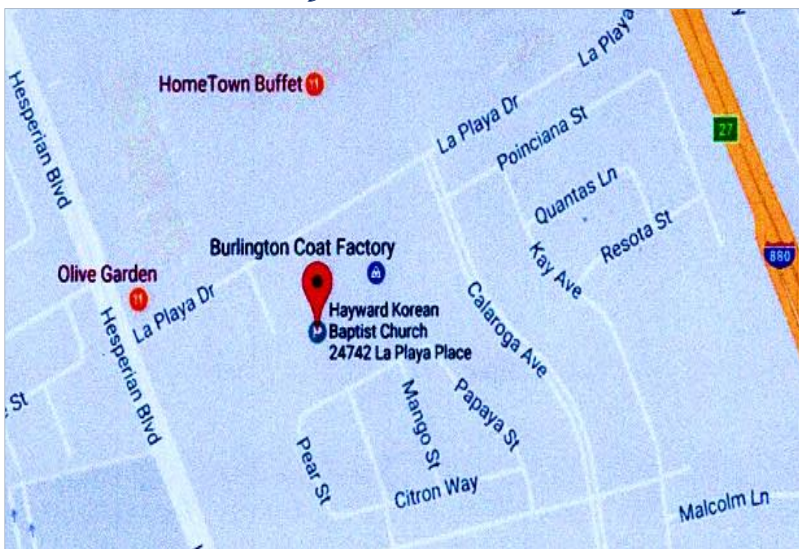 La Playa
HomeTown Buffet
La Playa Dr
Poinciana St
27
Hesperian Blvd
Quantas Ln
Resota St
Burlington Coat Factory
Kay Ave
880
Olive Garden
La Playa Dr
Hayward Korean
Baptist Church
24742 La Playa Place
Calaroga Ave
Hesperian Blvd
St
Mango St
Papaya St
Pear St
Citron Way
Malcolm Ln